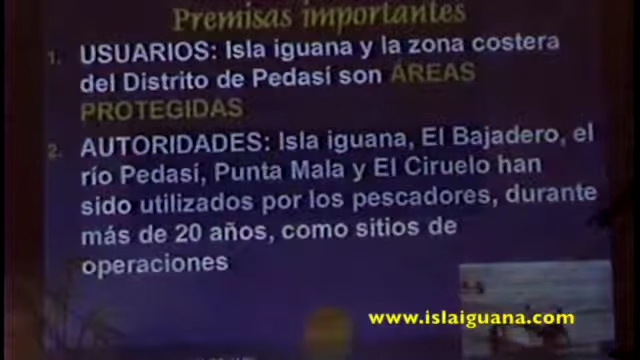 Premisas importantes
1. USUARIOS: Isla iguana y la zona costera
del Distrito de Pedasí son ÁREAS
PROTEGIDAS
2. AUTORIDADES: Isla iguana, El Bajadero, el
río Pedasí, Punta Mala y El Ciruelo han
sido utilizados por los pescadores, durante
más de 20 años, como sitios de
operaciones
www.islaiguana.com